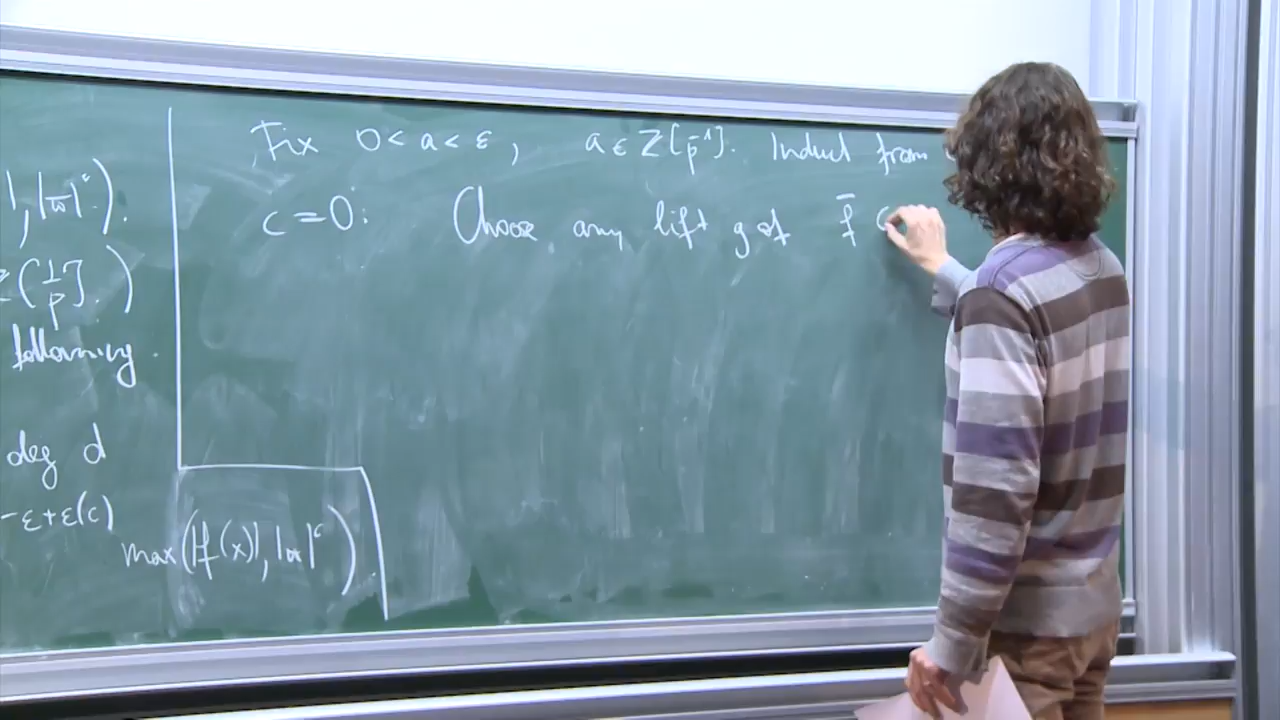 |, |ϖ|^c).
[1/p].)
following.
deg d
-ε+ε(c)
max(|f(x)|, |ϖ|^c)
Fix 0 < a < ε, a ∈ Z[p^-1]. Induct from
c = 0: Choose any lift g of f̄